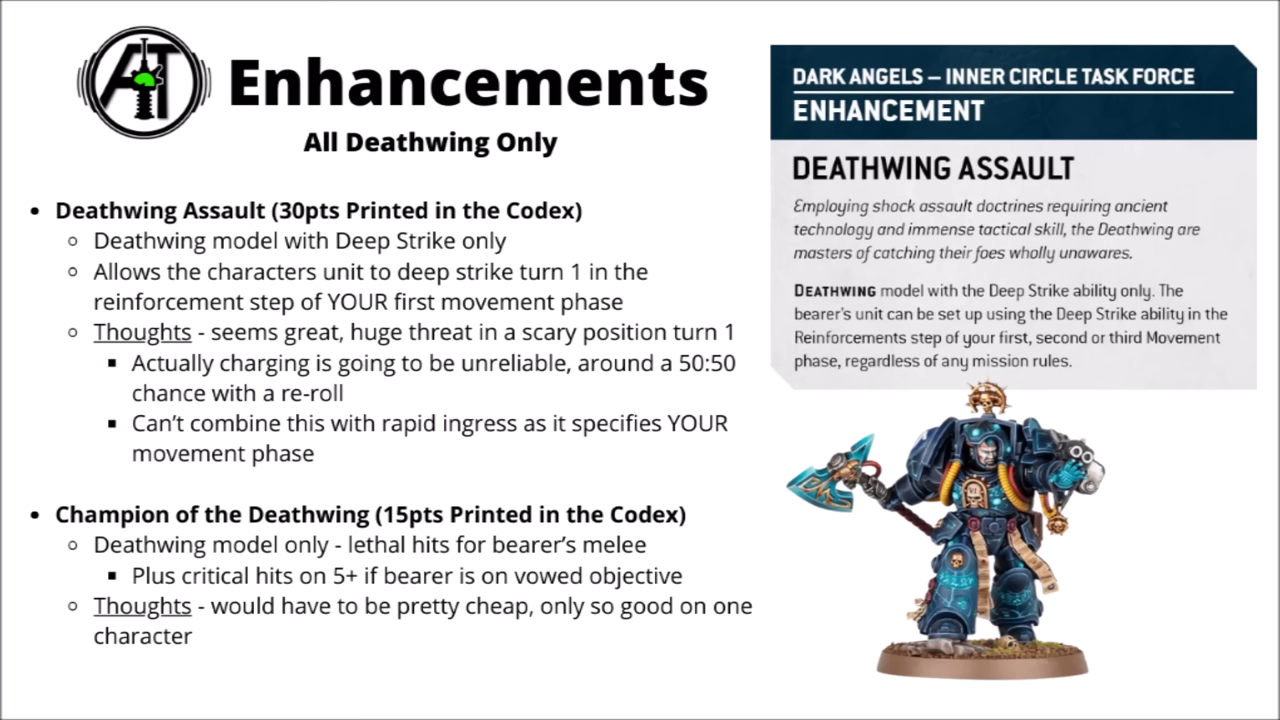 AT
Enhancements
All Deathwing Only
• Deathwing Assault (30pts Printed in the Codex)
◦ Deathwing model with Deep Strike only
◦ Allows the characters unit to deep strike turn 1 in the
reinforcement step of YOUR first movement phase
◦ Thoughts - seems great, huge threat in a scary position turn 1
▪ Actually charging is going to be unreliable, around a 50:50
chance with a re-roll
▪ Can't combine this with rapid ingress as it specifies YOUR
movement phase
• Champion of the Deathwing (15pts Printed in the Codex)
◦ Deathwing model only - lethal hits for bearer's melee
▪ Plus critical hits on 5+ if bearer is on vowed objective
◦ Thoughts - would have to be pretty cheap, only so good on one
character
DARK ANGELS – INNER CIRCLE TASK FORCE
ENHANCEMENT
DEATHWING ASSAULT
Employing shock assault doctrines requiring ancient
technology and immense tactical skill, the Deathwing are
masters of catching their foes wholly unawares.
DEATHWING model with the Deep Strike ability only. The
bearer's unit can be set up using the Deep Strike ability in the
Reinforcements step of your first, second or third Movement
phase, regardless of any mission rules.